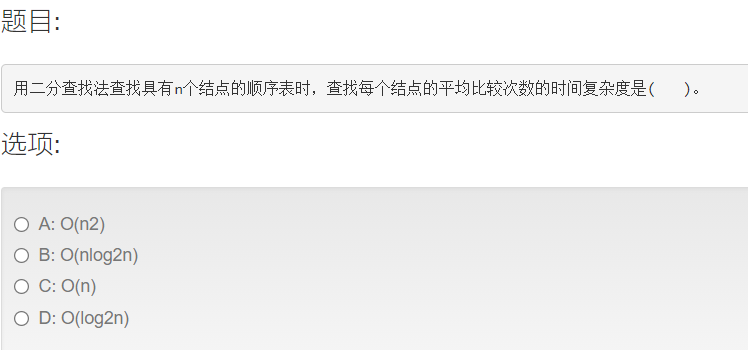 题目:
用二分查找法查找具有n个结点的顺序表时，查找每个结点的平均比较次数的时间复杂度是(   )。
选项:
A: O(n2)
B: O(nlog2n)
C: O(n)
D: O(log2n)